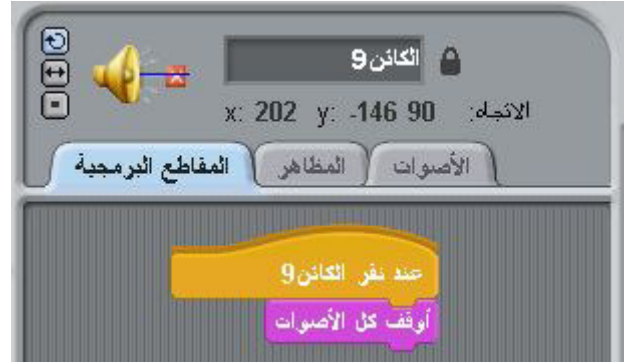 الكائن9
x: 202 y: -146 90 الاتجاه:
المقاطع البرمجية المظاهر الأصوات
عند نقر الكائن9
أوقف كل الأصوات